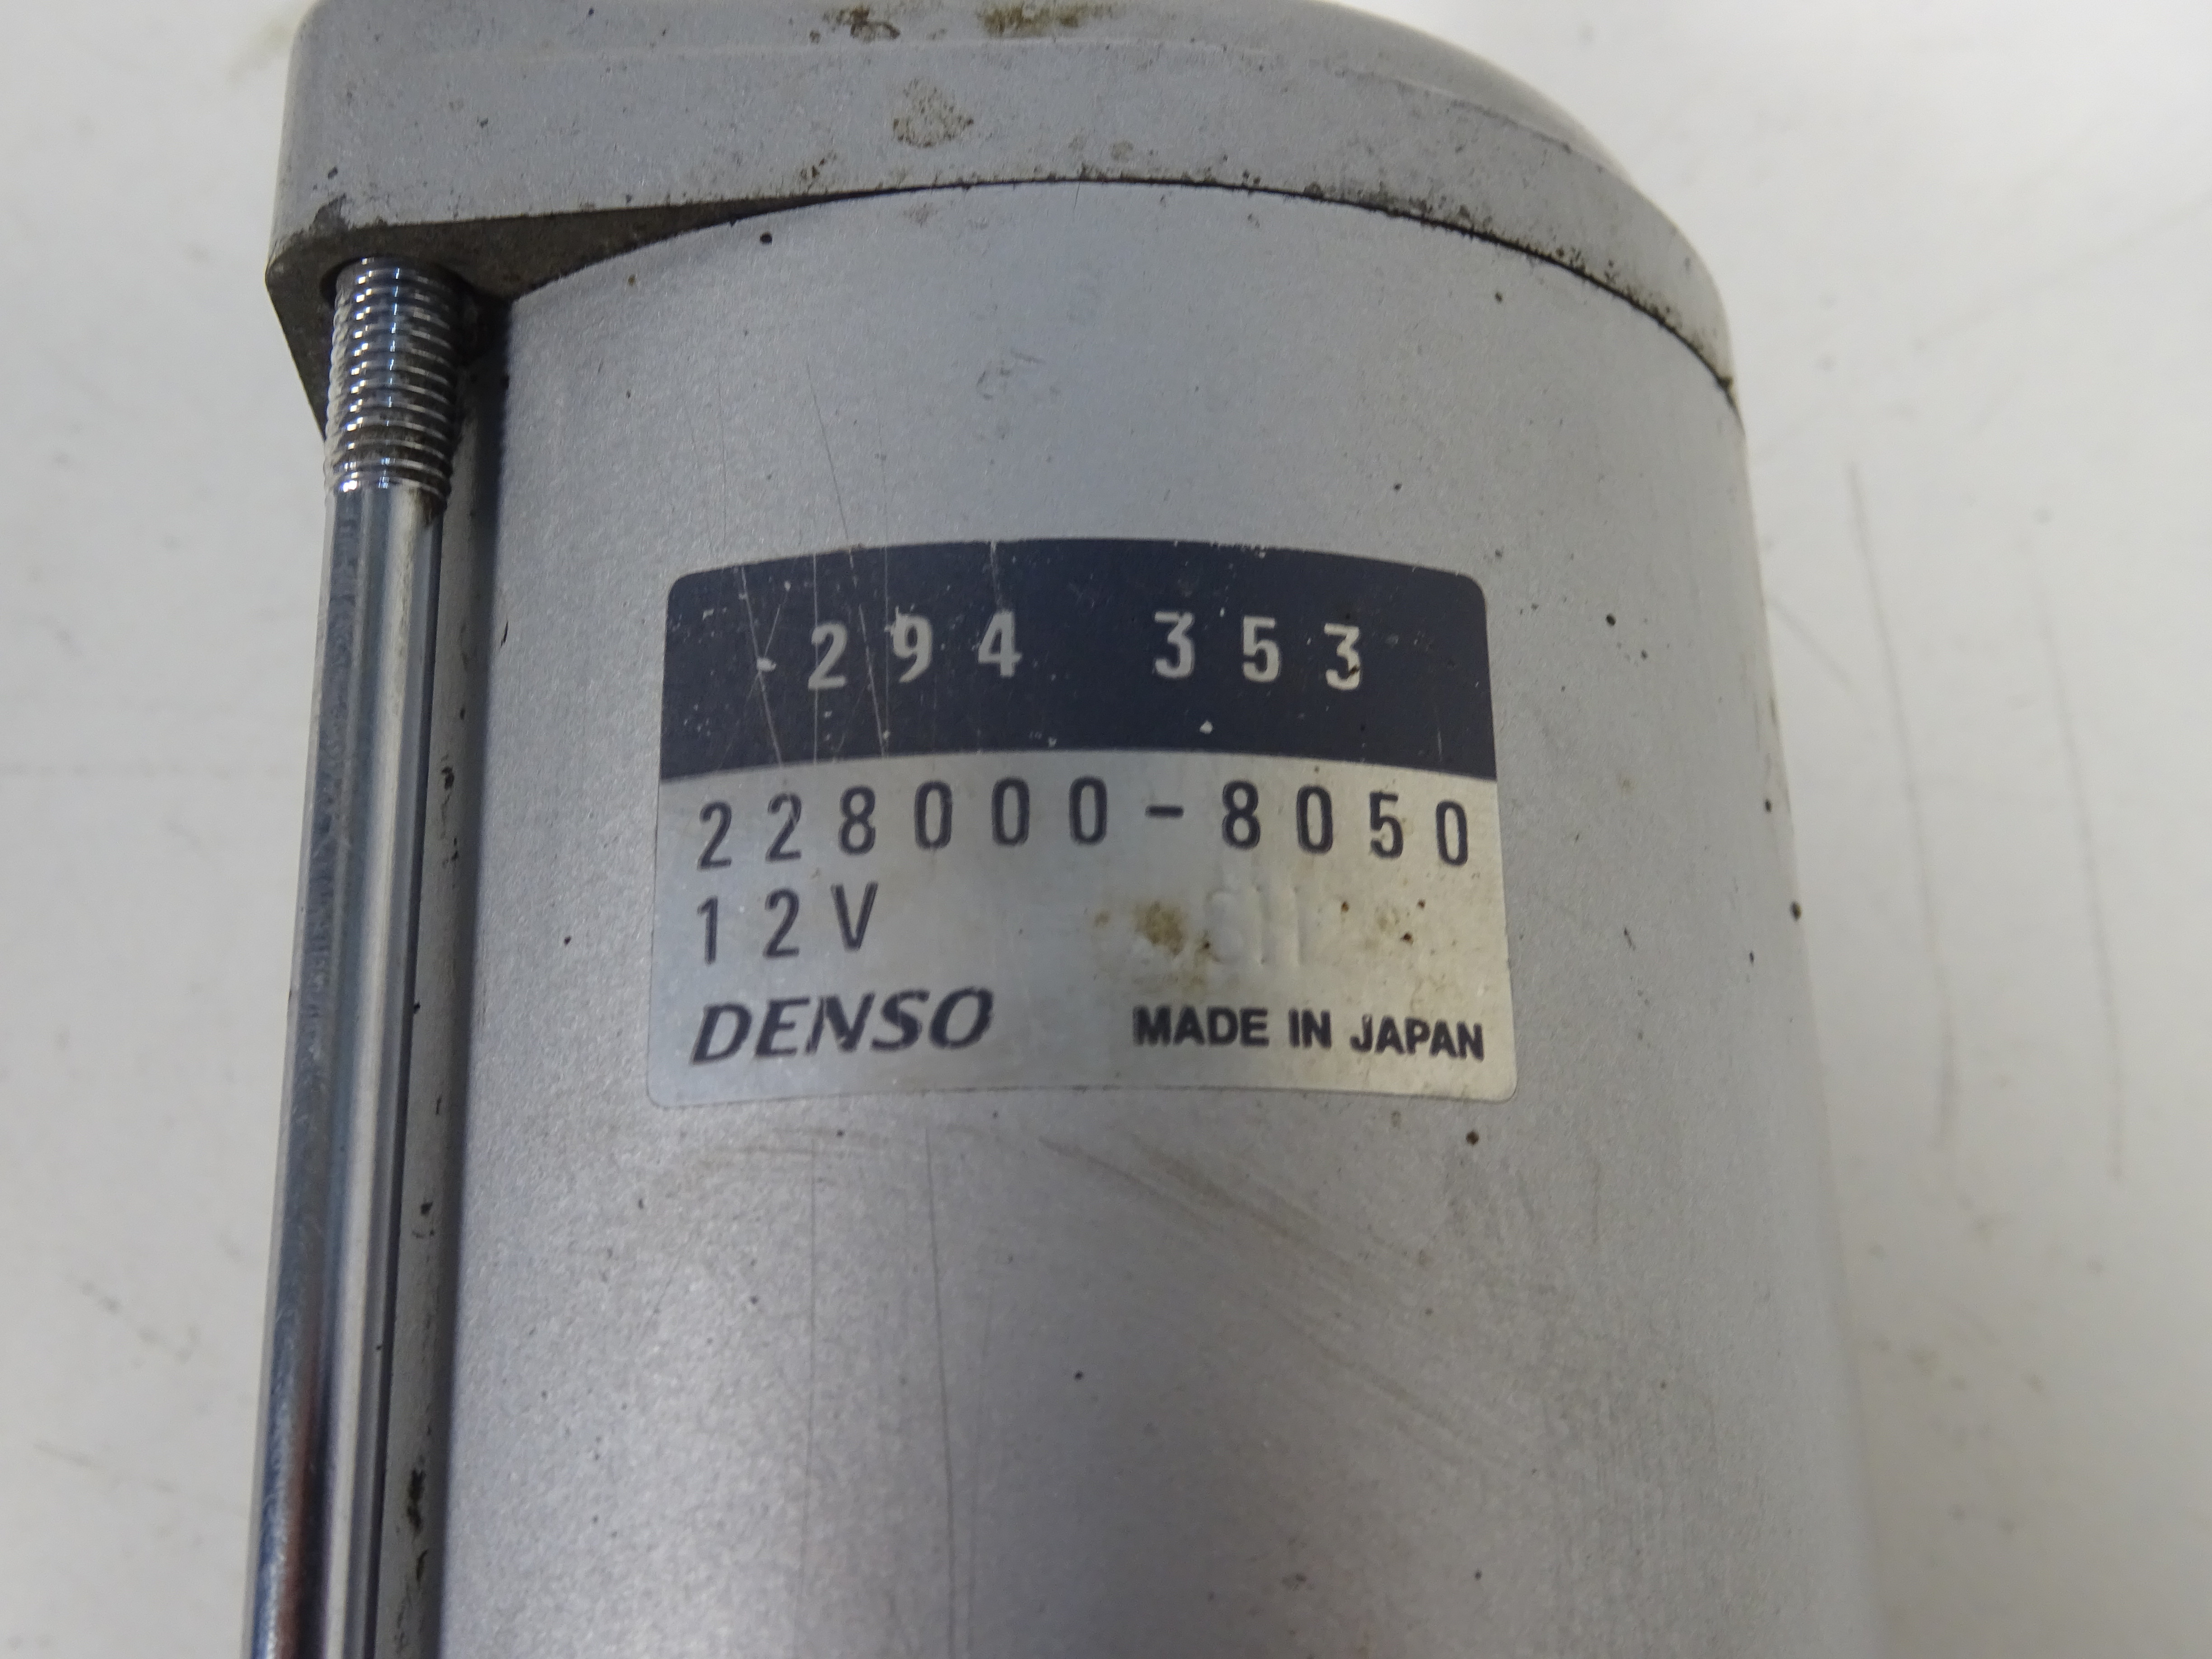 294 353
228000-8050
12V
DENSO MADE IN JAPAN